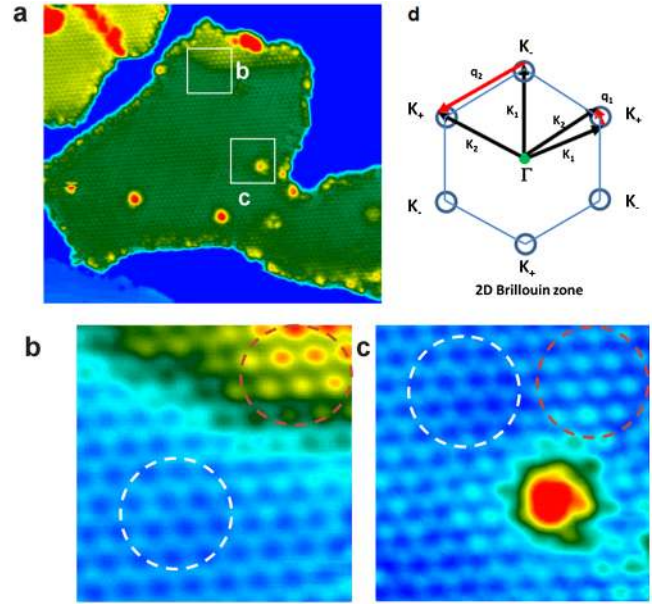 a
b
c
d
K-
q2
q1
K+
K1
K2
K+
K2
K1
Γ
K-
K-
K+
2D Brillouin zone
b
c